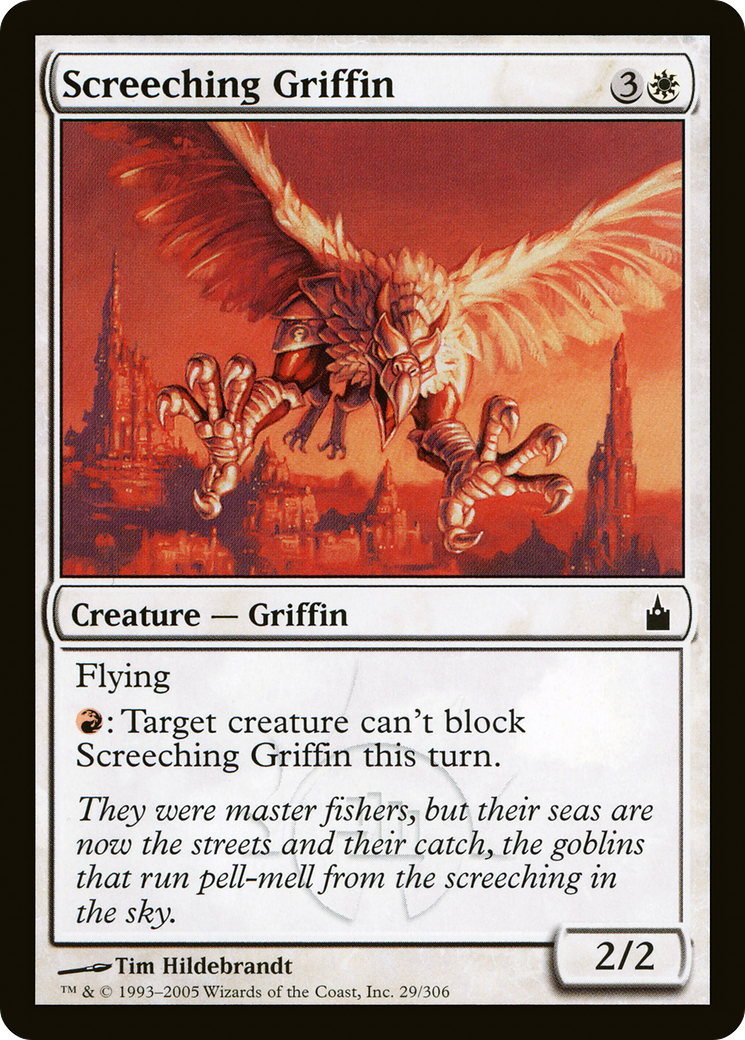 Screeching Griffin 3
Creature — Griffin
Flying
: Target creature can't block
Screeching Griffin this turn.
They were master fishers, but their seas are
now the streets and their catch, the goblins
that run pell-mell from the screeching in
the sky.
2/2
Tim Hildebrandt
™ & © 1993–2005 Wizards of the Coast, Inc. 29/306